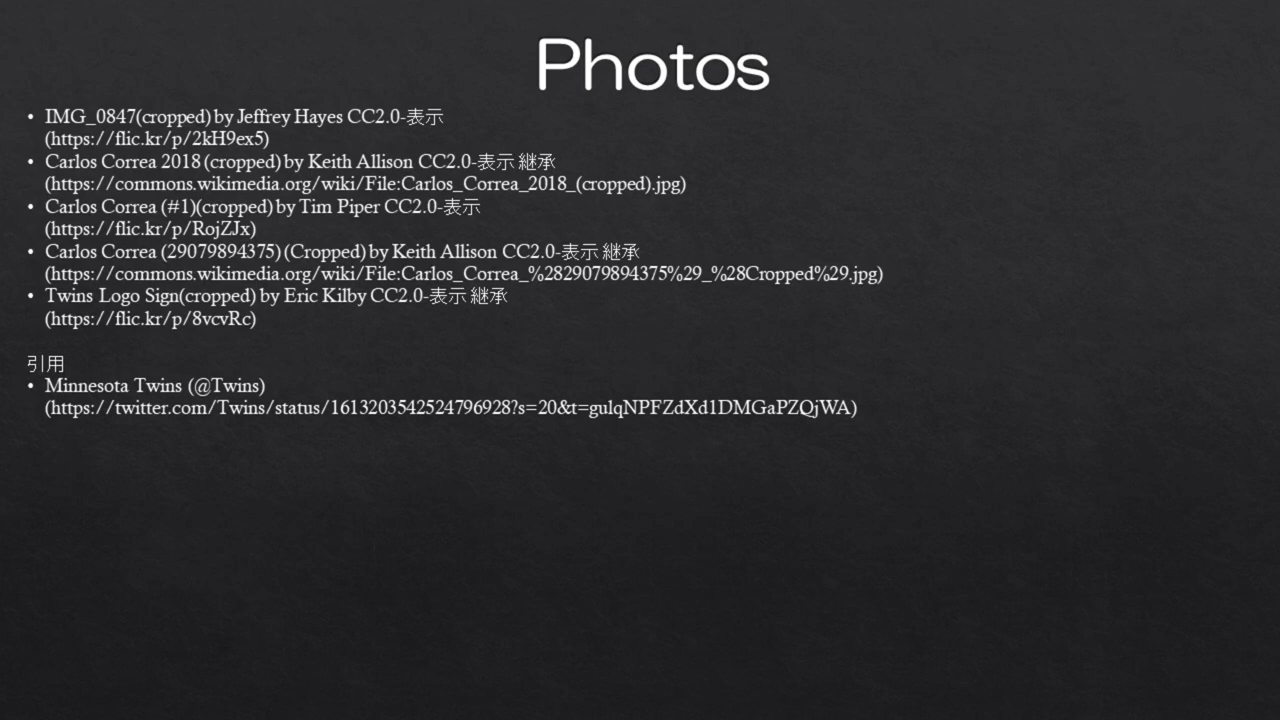 Photos
• IMG_0847(cropped) by Jeffrey Hayes CC2.0-表示
(https://flic.kr/p/2kH9ex5)
• Carlos Correa 2018 (cropped) by Keith Allison CC2.0-表示 継承
(https://commons.wikimedia.org/wiki/File:Carlos_Correa_2018_(cropped).jpg)
• Carlos Correa (#1)(cropped) by Tim Piper CC2.0-表示
(https://flic.kr/p/RojZJx)
• Carlos Correa (29079894375) (Cropped) by Keith Allison CC2.0-表示 継承
(https://commons.wikimedia.org/wiki/File:Carlos_Correa_%2829079894375%29_%28Cropped%29.jpg)
• Twins Logo Sign(cropped) by Eric Kilby CC2.0-表示 継承
(https://flic.kr/p/8vcvRc)
引用
• Minnesota Twins (@Twins)
(https://twitter.com/Twins/status/1613203542524796928?s=20&t=gulqNPFZdXd1DMGaPZQjWA)